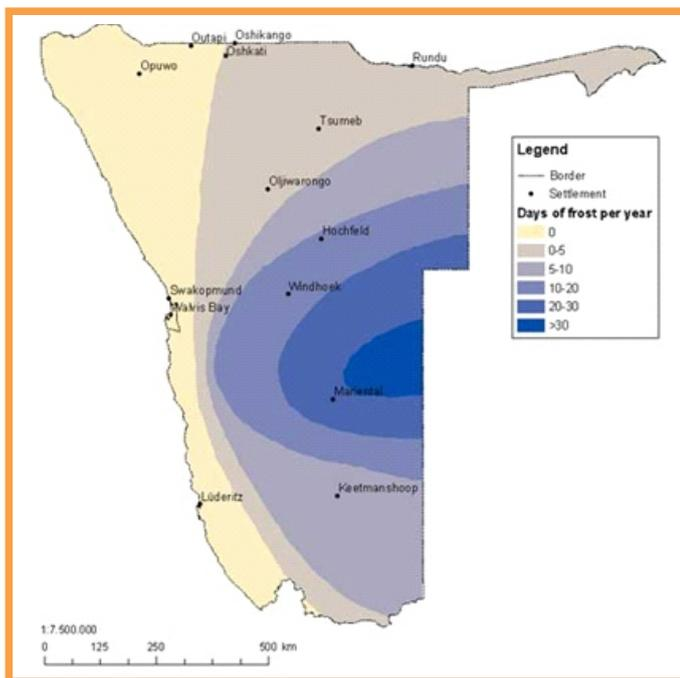 Outapi
Oshikango
Oshkati
Opuwo
Rundu
Tsumeb
Otjiwarongo
Hochfeld
Windhoek
Swakopmund
Walvis Bay
Mariental
Keetmanshoop
Lüderitz
Legend
Border
Settlement
Days of frost per year
0
0-5
5-10
10-20
20-30
>30
1:7.500.000
0 125 250 500 km